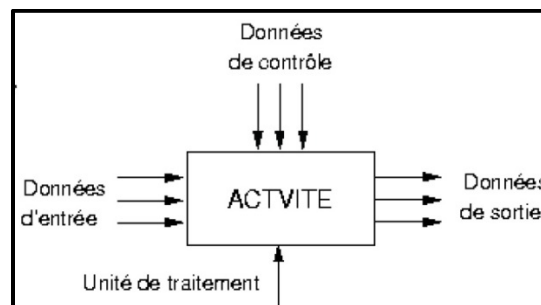 Données
de contrôle
Données
d'entrée
ACTVITE
Données
de sortie
Unité de traitement